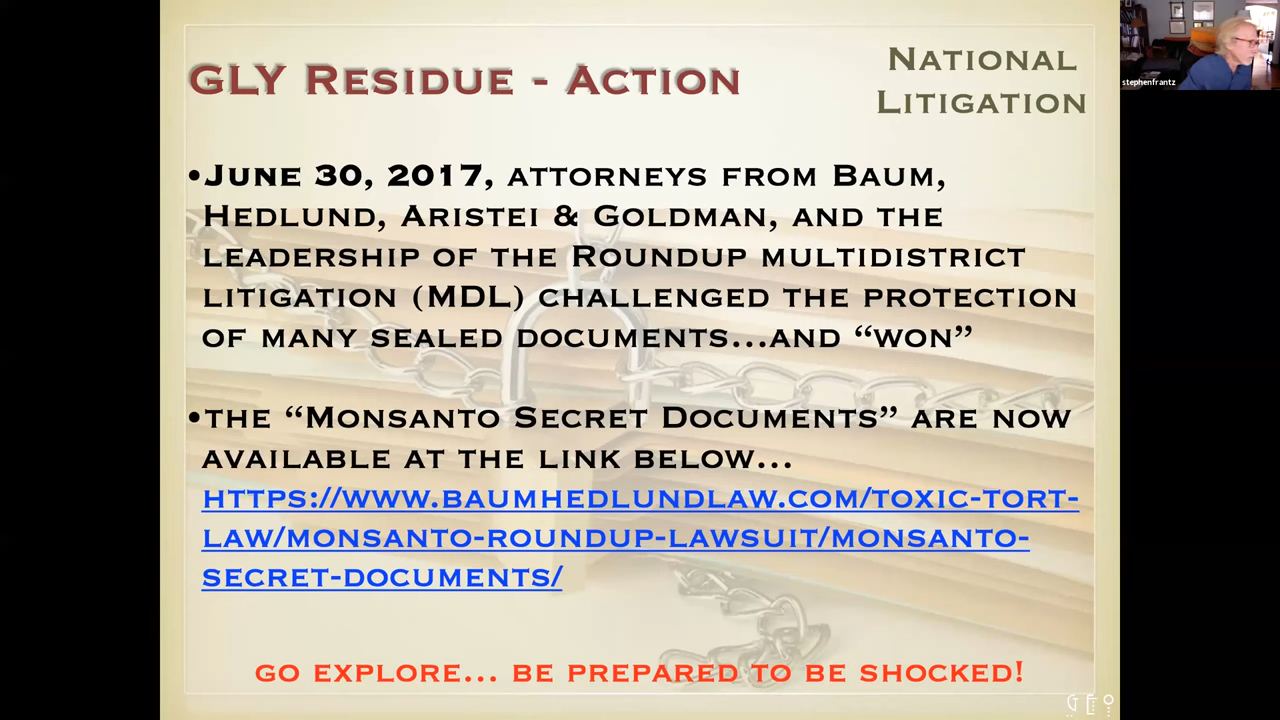 GLY Residue - Action
National
Litigation
stephenfrantz
•June 30, 2017, attorneys from Baum,
Hedlund, Aristei & Goldman, and the
leadership of the Roundup multidistrict
litigation (MDL) challenged the protection
of many sealed documents...and “won”
•the “Monsanto Secret Documents” are now
available at the link below...
https://www.baumhedlundlaw.com/toxic-tort-
law/monsanto-roundup-lawsuit/monsanto-
secret-documents/
go explore... be prepared to be shocked!
GEO